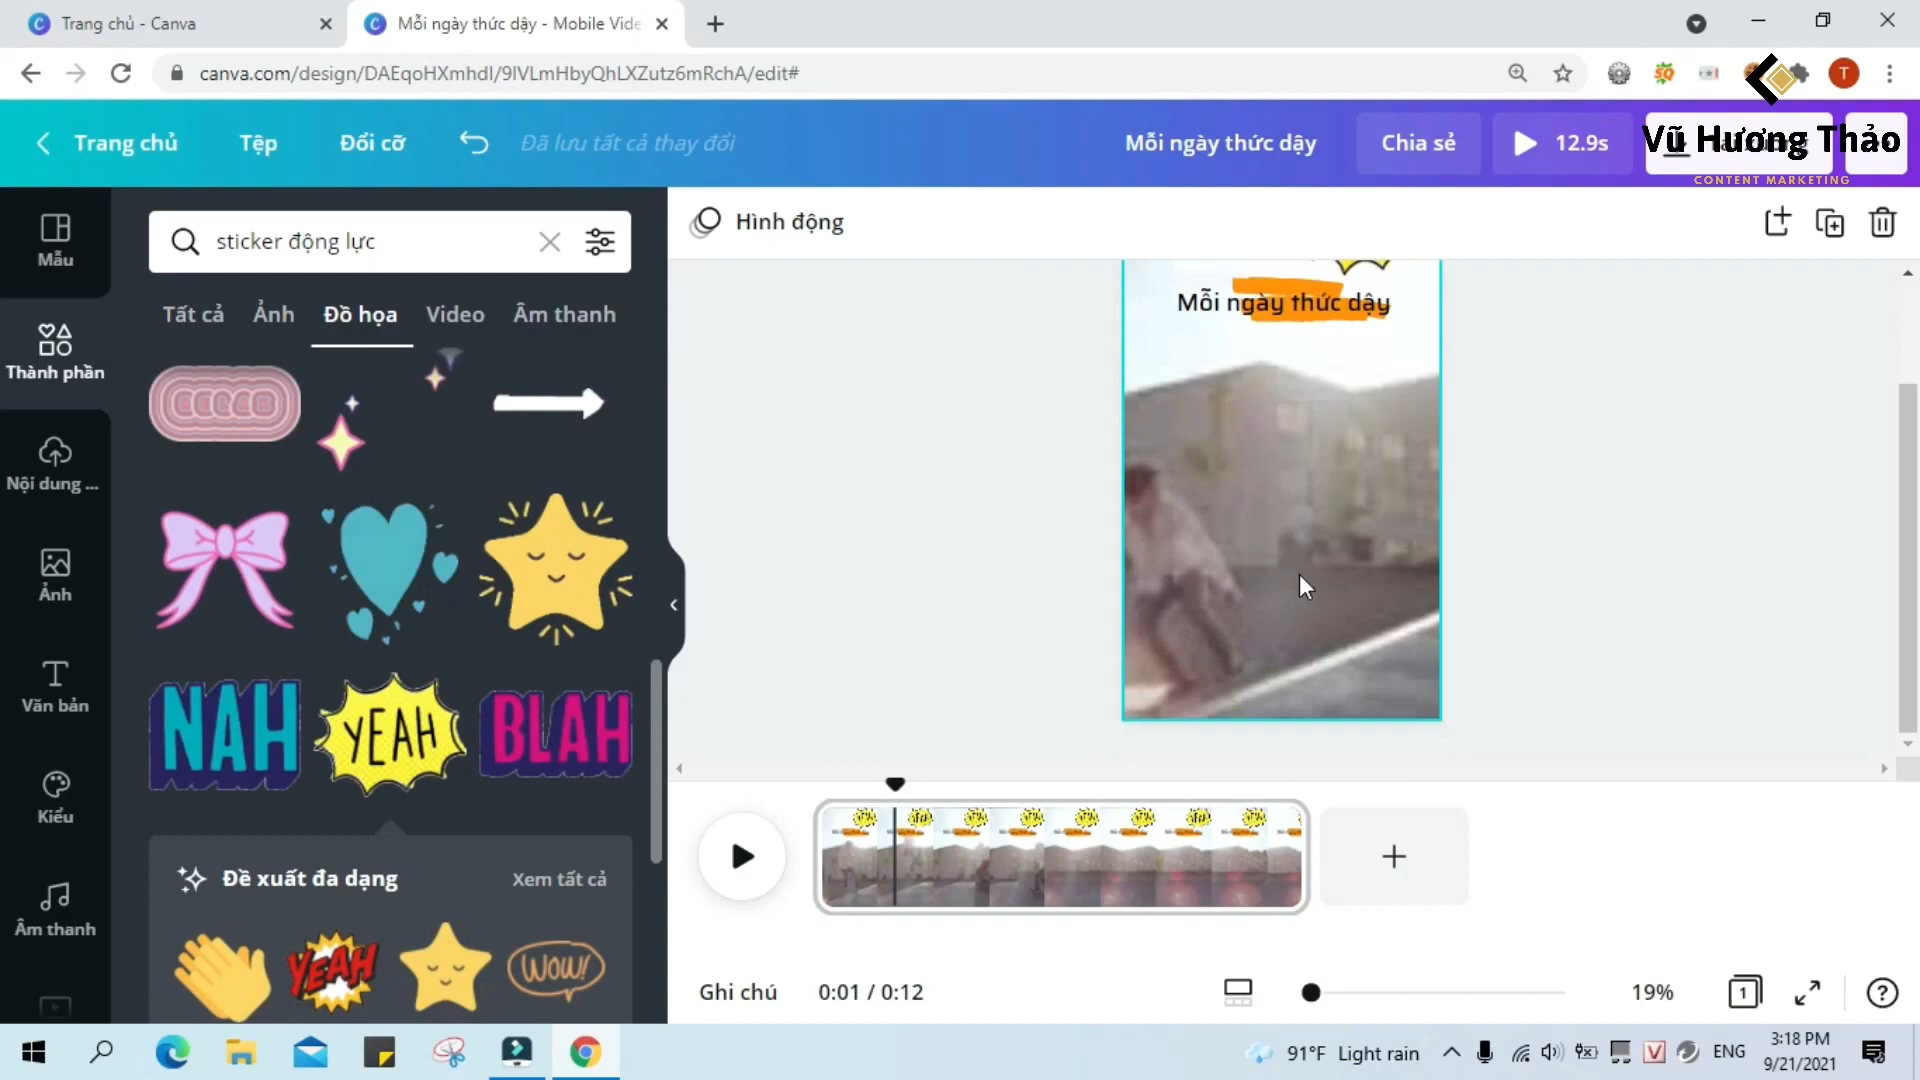 Trang chủ - Canva
Mỗi ngày thức dậy - Mobile Vide
canva.com/design/DAEqoHXmhdI/9IVLmHbyQhLXZutz6mRchA/edit#
T
Trang chủ
Tệp
Đổi cỡ
Đã lưu tất cả thay đổi
Mỗi ngày thức dậy
Chia sẻ
12.9s
Vũ Hương Thảo
CONTENT MARKETING
Mẫu
Thành phần
Nội dung ...
Ảnh
Văn bản
Kiểu
Âm thanh
sticker động lực
Tất cả
Ảnh
Đồ họa
Video
Âm thanh
NAH
YEAH
BLAH
Đề xuất đa dạng
Xem tất cả
YEAH
WOW!
Hình động
Mỗi ngày thức dậy
Ghi chú
0:01 / 0:12
19%
1
91°F Light rain
ENG
3:18 PM
9/21/2021